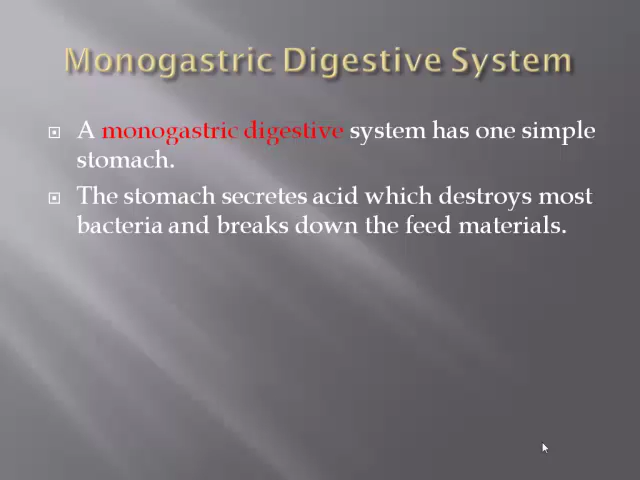 Monogastric Digestive System
A monogastric digestive system has one simple
stomach.
The stomach secretes acid which destroys most
bacteria and breaks down the feed materials.